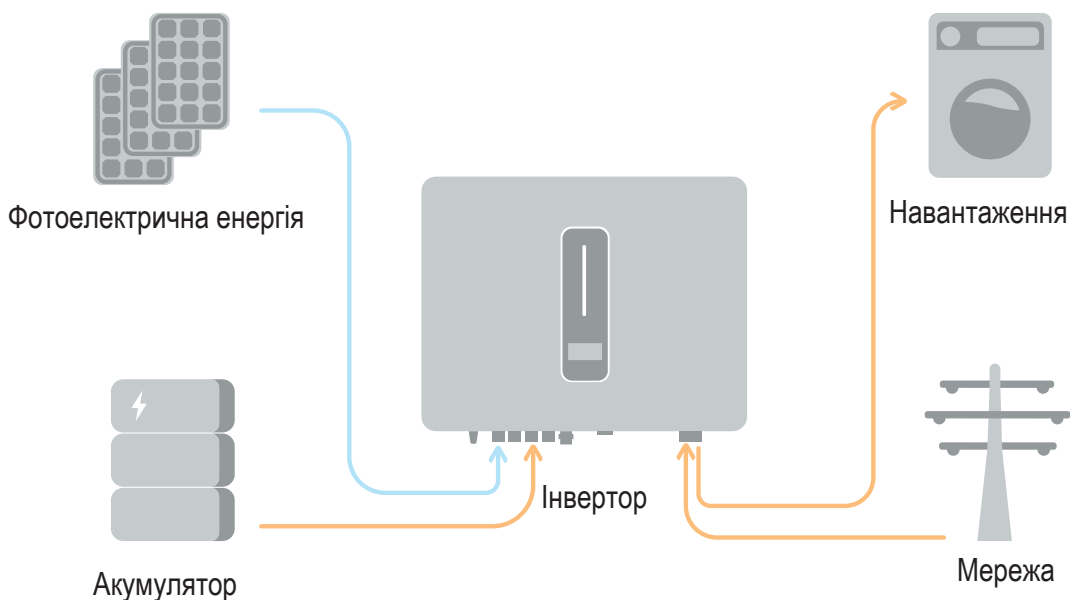 Фотоелектрична енергія
Навантаження
Інвертор
Акумулятор
Мережа